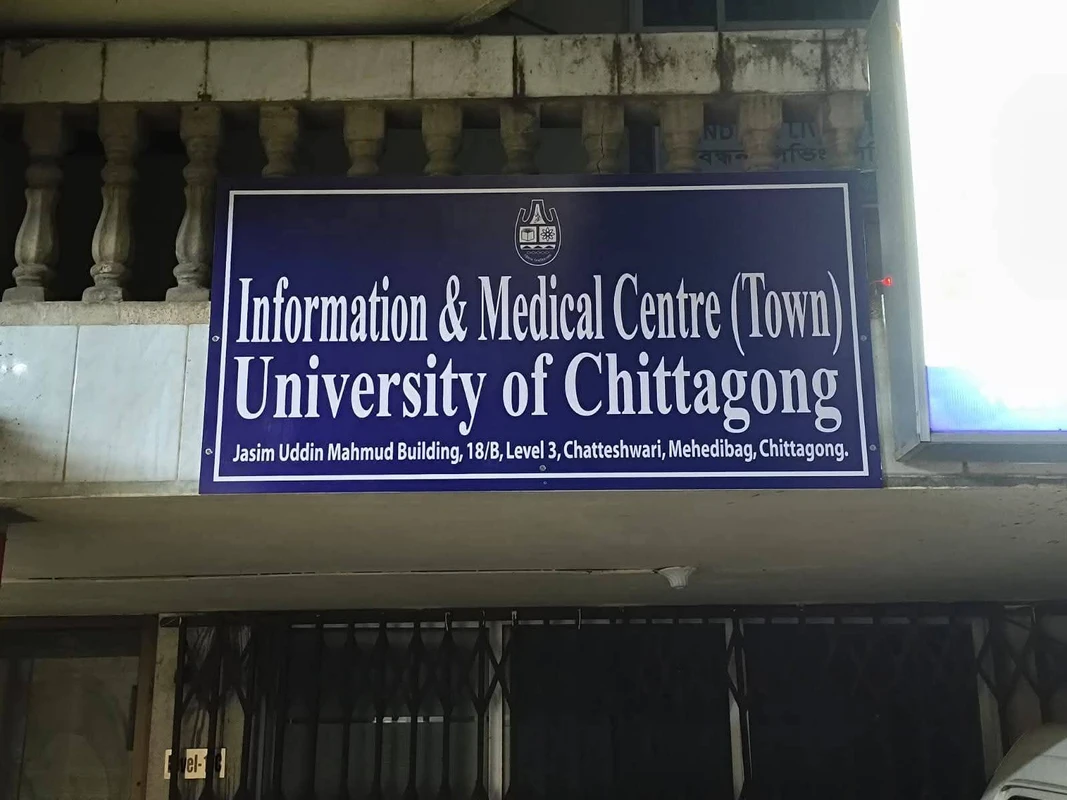 Information & Medical Centre (Town)
University of Chittagong
Jasim Uddin Mahmud Building, 18/B, Level 3, Chatteshwari, Mehedibag, Chittagong.